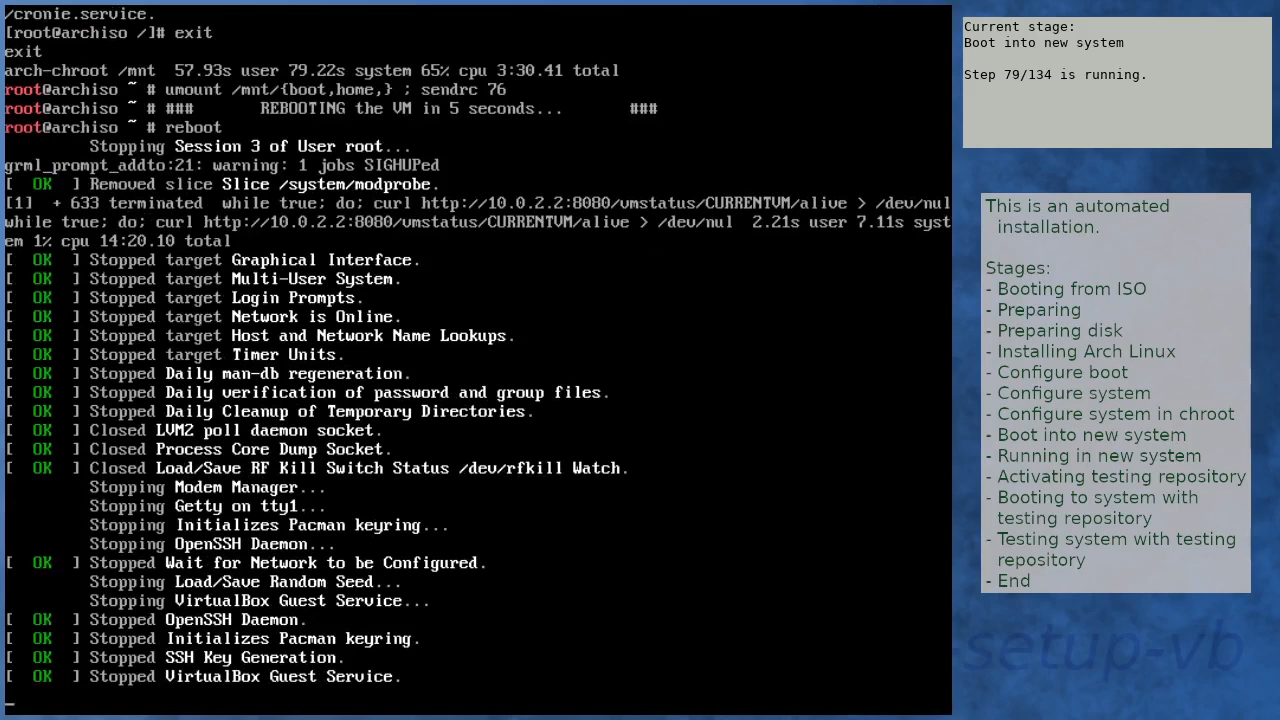 /cronie.service.
[root@archiso /]# exit
exit
arch-chroot /mnt  57.93s user 79.22s system 65% cpu 3:30.41 total
root@archiso ~ # umount /mnt/{boot,home,} ; sendrc 76
root@archiso ~ # ###       REBOOTING the VM in 5 seconds...       ###
root@archiso ~ # reboot
         Stopping Session 3 of User root...
grml_prompt_addto:21: warning: 1 jobs SIGHUPed
[  OK  ] Removed slice Slice /system/modprobe.
[1]  + 633 terminated  while true; do; curl http://10.0.2.2:8080/vmstatus/CURRENTVM/alive > /dev/nul
while true; do; curl http://10.0.2.2:8080/vmstatus/CURRENTVM/alive > /dev/nul  2.21s user 7.11s syst
em 1% cpu 14:20.10 total
[  OK  ] Stopped target Graphical Interface.
[  OK  ] Stopped target Multi-User System.
[  OK  ] Stopped target Login Prompts.
[  OK  ] Stopped target Network is Online.
[  OK  ] Stopped target Host and Network Name Lookups.
[  OK  ] Stopped target Timer Units.
[  OK  ] Stopped Daily man-db regeneration.
[  OK  ] Stopped Daily verification of password and group files.
[  OK  ] Stopped Daily Cleanup of Temporary Directories.
[  OK  ] Closed LVM2 poll daemon socket.
[  OK  ] Closed Process Core Dump Socket.
[  OK  ] Closed Load/Save RF Kill Switch Status /dev/rfkill Watch.
         Stopping Modem Manager...
         Stopping Getty on tty1...
         Stopping Initializes Pacman keyring...
         Stopping OpenSSH Daemon...
[  OK  ] Stopped Wait for Network to be Configured.
         Stopping Load/Save Random Seed...
         Stopping VirtualBox Guest Service...
[  OK  ] Stopped OpenSSH Daemon.
[  OK  ] Stopped Initializes Pacman keyring.
[  OK  ] Stopped SSH Key Generation.
[  OK  ] Stopped VirtualBox Guest Service.
_
Current stage:
Boot into new system
Step 79/134 is running.
This is an automated
installation.
Stages:
- Booting from ISO
- Preparing
- Preparing disk
- Installing Arch Linux
- Configure boot
- Configure system
- Configure system in chroot
- Boot into new system
- Running in new system
- Activating testing repository
- Booting to system with
testing repository
- Testing system with testing
repository
- End
-setup-vb